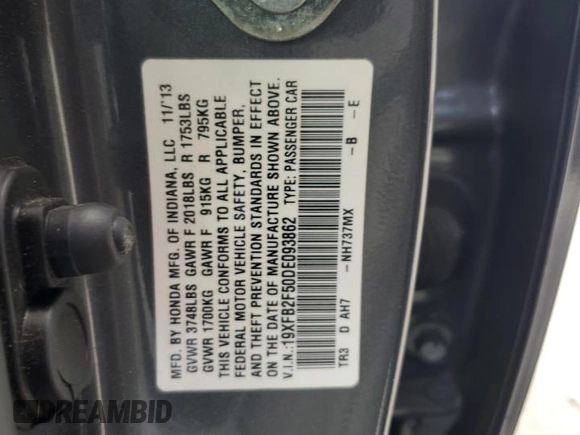 MFD. BY HONDA MFG. OF INDIANA, LLC 11/'13
GVWR 3748LBS GAWR F 2018LBS R 1753LBS
GVWR 1700KG GAWR F 915KG R 795KG
THIS VEHICLE CONFORMS TO ALL APPLICABLE
FEDERAL MOTOR VEHICLE SAFETY, BUMPER,
AND THEFT PREVENTION STANDARDS IN EFFECT
ON THE DATE OF MANUFACTURE SHOWN ABOVE.
V.I.N.:19XFB2F50DE093862 TYPE: PASSENGER CAR
TR3 D AH7 -NH737MX -B -E
DREAMBID